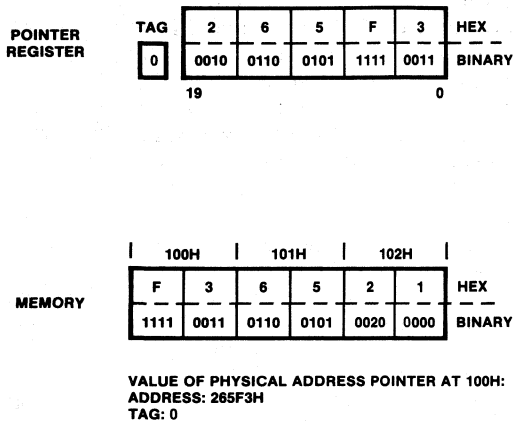 POINTER REGISTER
TAG 2 6 5 F 3 HEX
0 0010 0110 0101 1111 0011 BINARY
19 0
100H 101H 102H
MEMORY
F 3 6 5 2 1 HEX
1111 0011 0110 0101 0020 0000 BINARY
VALUE OF PHYSICAL ADDRESS POINTER AT 100H:
ADDRESS: 265F3H
TAG: 0